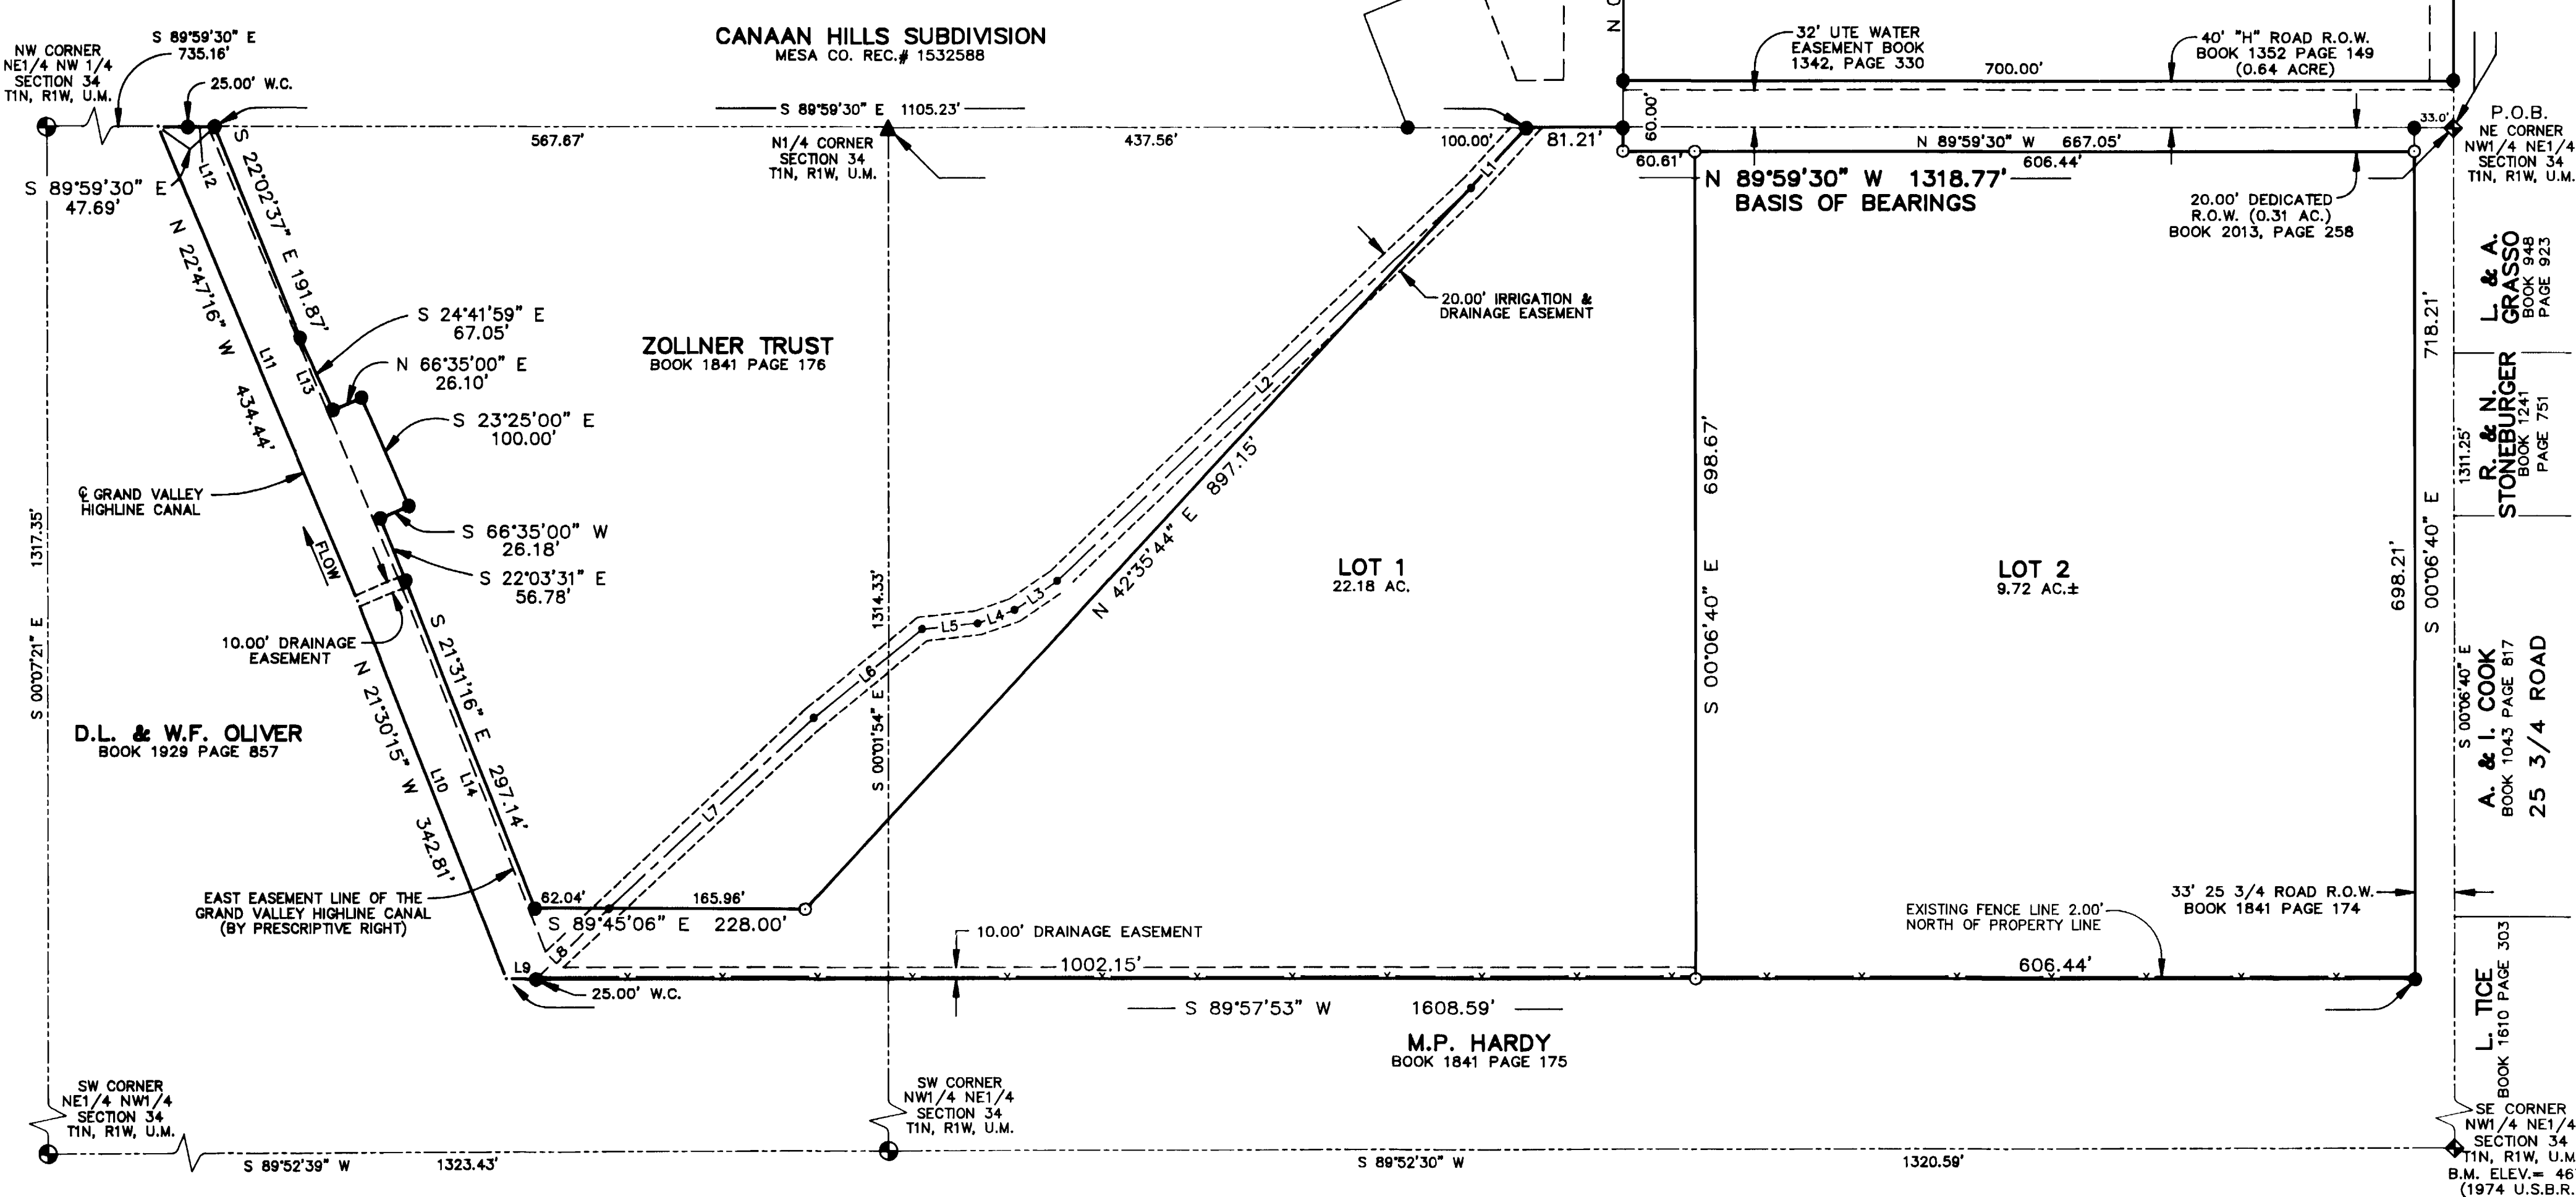 CANAAN HILLS SUBDIVISION
MESA CO. REC.# 1532588
NW CORNER
NE1/4 NW 1/4
SECTION 34
T1N, R1W, U.M.
S 89°59'30" E
735.16'
25.00' W.C.
S 89°59'30" E 1105.23'
567.67'
N1/4 CORNER
SECTION 34
T1N, R1W, U.M.
437.56'
100.00'
81.21'
32' UTE WATER
EASEMENT BOOK
1342, PAGE 330
40' "H" ROAD R.O.W.
BOOK 1352 PAGE 149
(0.64 ACRE)
700.00'
60.00'
33.0'
P.O.B.
NE CORNER
NW1/4 NE1/4
SECTION 34
T1N, R1W, U.M.
N 89°59'30" W 667.05'
60.61'
606.44'
N 89°59'30" W 1318.77'
BASIS OF BEARINGS
20.00' DEDICATED
R.O.W. (0.31 AC.)
BOOK 2013, PAGE 258
S 89°59'30" E
47.69'
L12
S 22°02'37" E 191.87'
N 22°47'16" W 434.44'
L11
L13
S 24°41'59" E
67.05'
N 66°35'00" E
26.10'
S 23°25'00" E
100.00'
S 66°35'00" W
26.18'
S 22°03'31" E
56.78'
℄ GRAND VALLEY
HIGHLINE CANAL
FLOW
10.00' DRAINAGE
EASEMENT
ZOLLNER TRUST
BOOK 1841 PAGE 176
L1
20.00' IRRIGATION &
DRAINAGE EASEMENT
L2
L3
L4
L5
L6
L7
L8
N 42°35'44" E 897.15'
S 00°07'21" E 1317.35'
S 00°01'54" E 1314.33'
D.L. & W.F. OLIVER
BOOK 1929 PAGE 857
S 21°31'16" E 297.14'
N 21°30'15" W 342.81'
L10
L14
EAST EASEMENT LINE OF THE
GRAND VALLEY HIGHLINE CANAL
(BY PRESCRIPTIVE RIGHT)
62.04'
165.96'
S 89°45'06" E 228.00'
L9
25.00' W.C.
10.00' DRAINAGE EASEMENT
1002.15'
S 89°57'53" W 1608.59'
LOT 1
22.18 AC.
S 00°06'40" E 698.67'
LOT 2
9.72 AC.±
698.21'
S 00°06'40" E 718.21'
S 00°06'40" E 1311.25'
L. & A.
GRASSO
BOOK 948
PAGE 923
R. & N.
STONEBURGER
BOOK 1241
PAGE 751
A. & I. COOK
BOOK 1043 PAGE 817
25 3/4 ROAD
L. TICE
BOOK 1610 PAGE 303
33' 25 3/4 ROAD R.O.W.
BOOK 1841 PAGE 174
EXISTING FENCE LINE 2.00'
NORTH OF PROPERTY LINE
606.44'
M.P. HARDY
BOOK 1841 PAGE 175
SW CORNER
NE1/4 NW1/4
SECTION 34
T1N, R1W, U.M.
SW CORNER
NW1/4 NE1/4
SECTION 34
T1N, R1W, U.M.
SE CORNER
NW1/4 NE1/4
SECTION 34
T1N, R1W, U.M
B.M. ELEV.= 46
(1974 U.S.B.R.
S 89°52'39" W 1323.43'
S 89°52'30" W 1320.59'